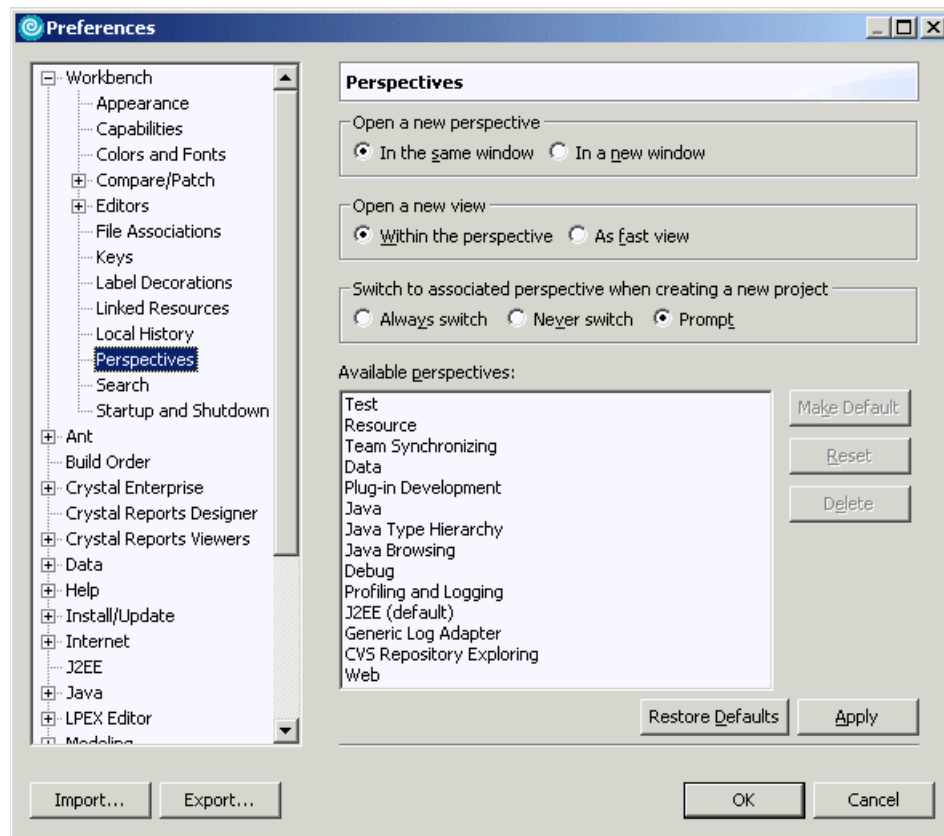 Preferences
Workbench
Appearance
Capabilities
Colors and Fonts
Compare/Patch
Editors
File Associations
Keys
Label Decorations
Linked Resources
Local History
Perspectives
Search
Startup and Shutdown
Ant
Build Order
Crystal Enterprise
Crystal Reports Designer
Crystal Reports Viewers
Data
Help
Install/Update
Internet
J2EE
Java
LPEX Editor
Modeling
Perspectives
Open a new perspective
In the same window In a new window
Open a new view
Within the perspective As fast view
Switch to associated perspective when creating a new project
Always switch Never switch Prompt
Available perspectives:
Test
Resource
Team Synchronizing
Data
Plug-in Development
Java
Java Type Hierarchy
Java Browsing
Debug
Profiling and Logging
J2EE (default)
Generic Log Adapter
CVS Repository Exploring
Web
Make Default
Reset
Delete
Restore Defaults Apply
Import... Export... OK Cancel